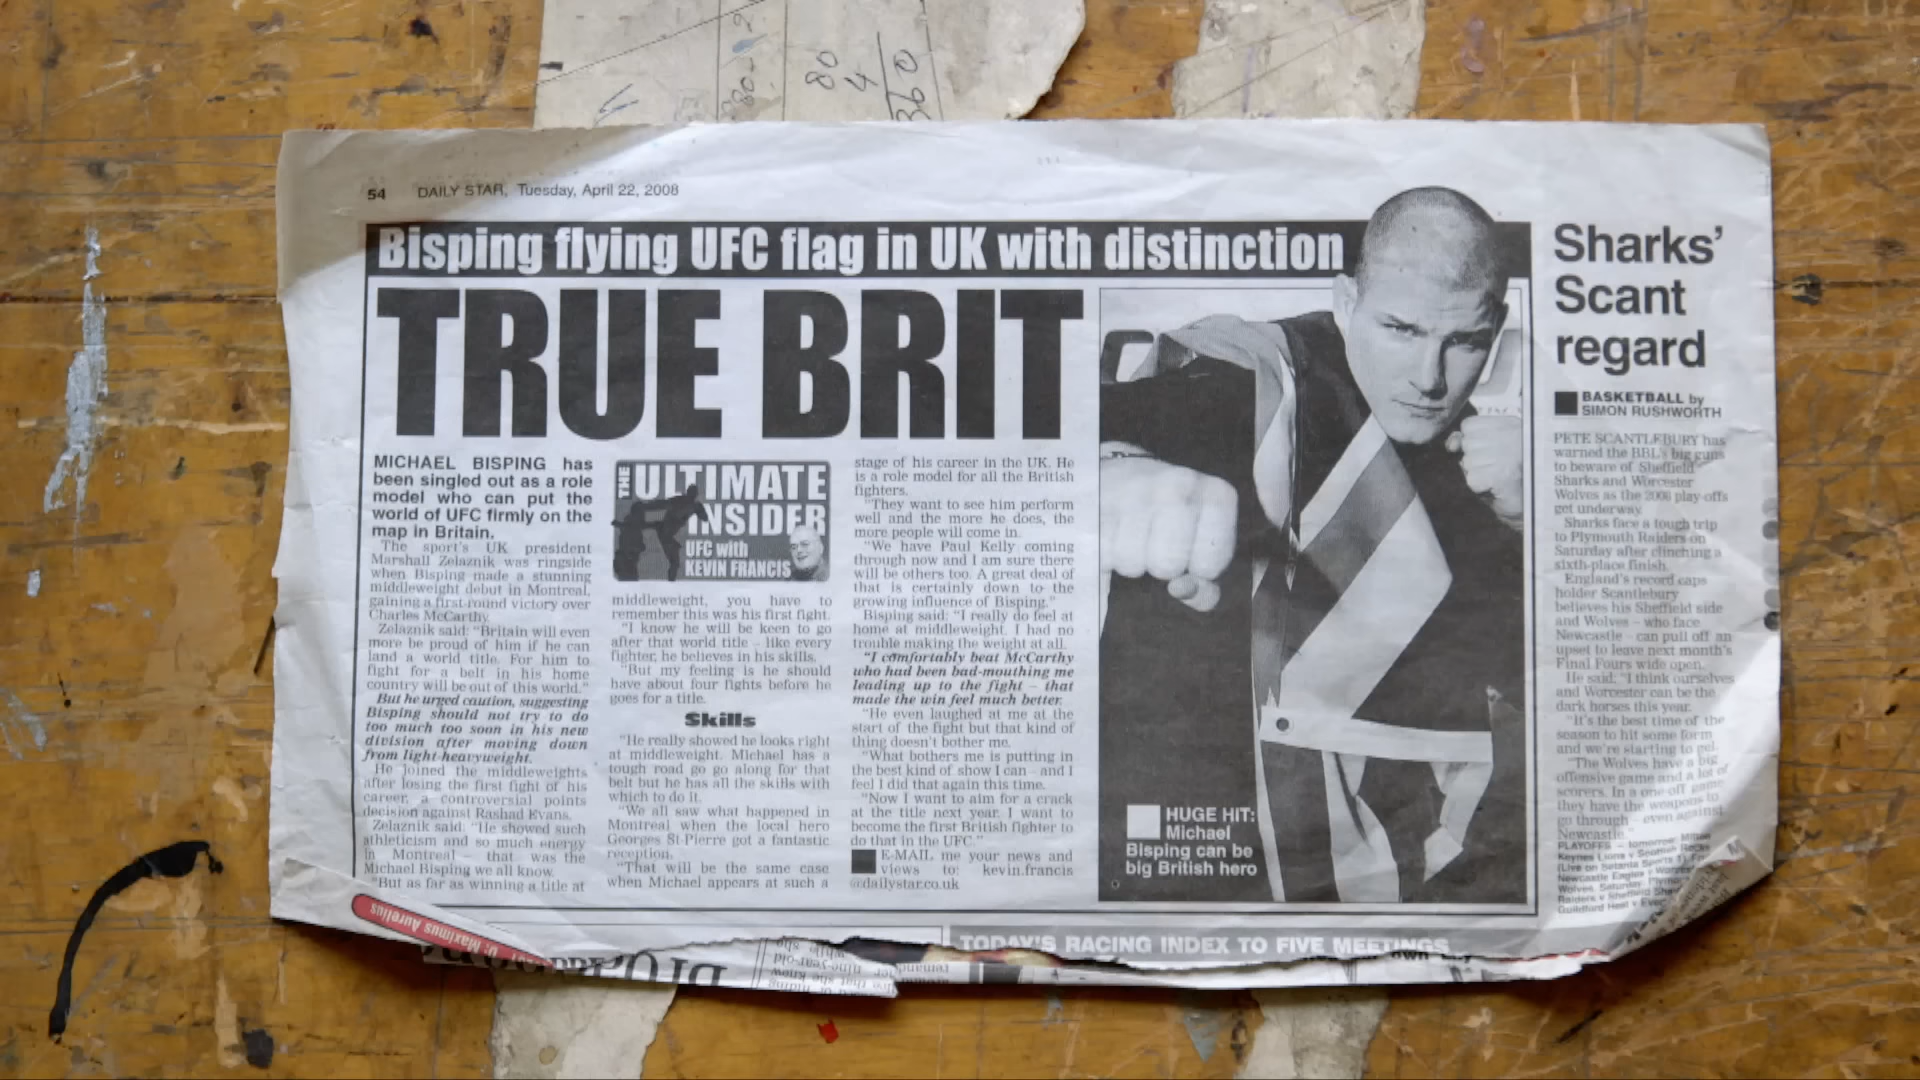 80
4
360
54 DAILY STAR, Tuesday, April 22, 2008
Bisping flying UFC flag in UK with distinction
TRUE BRIT
MICHAEL BISPING has
been singled out as a role
model who can put the
world of UFC firmly on the
map in Britain.
The sport's UK president
Marshall Zelaznik was ringside
when Bisping made a stunning
middleweight debut in Montreal,
gaining a first-round victory over
Charles McCarthy.
Zelaznik said: "Britain will even
more be proud of him if he can
land a world title. For him to
fight for a belt in his home
country will be out of this world."
But he urged caution, suggesting
Bisping should not try to do
too much too soon in his new
division after moving down
from light-heavyweight.
He joined the middleweights
after losing the first fight of his
career, a controversial points
decision against Rashad Evans.
Zelaznik said: "He showed such
athleticism and so much energy
in Montreal – that was the
Michael Bisping we all know.
"But as far as winning a title at
THE ULTIMATE
INSIDER
UFC with
KEVIN FRANCIS
middleweight, you have to
remember this was his first fight.
"I know he will be keen to go
after that world title – like every
fighter, he believes in his skills.
"But my feeling is he should
have about four fights before he
goes for a title.
Skills
"He really showed he looks right
at middleweight. Michael has a
tough road go go along for that
belt but he has all the skills with
which to do it.
"We all saw what happened in
Montreal when the local hero
Georges St-Pierre got a fantastic
reception.
"That will be the same case
when Michael appears at such a
stage of his career in the UK. He
is a role model for all the British
fighters.
"They want to see him perform
well and the more he does, the
more people will come in.
"We have Paul Kelly coming
through now and I am sure there
will be others too. A great deal of
that is certainly down to the
growing influence of Bisping."
Bisping said: "I really do feel at
home at middleweight. I had no
trouble making the weight at all.
"I comfortably beat McCarthy
who had been bad-mouthing me
leading up to the fight – that
made the win feel much better.
"He even laughed at me at the
start of the fight but that kind of
thing doesn't bother me.
"What bothers me is putting in
the best kind of show I can – and I
feel I did that again this time.
"Now I want to aim for a crack
at the title next year. I want to
become the first British fighter to
do that in the UFC."
E-MAIL me your news and
views to: kevin.francis
@dailystar.co.uk
HUGE HIT:
Michael
Bisping can be
big British hero
Sharks'
Scant
regard
BASKETBALL by
SIMON RUSHWORTH
PETE SCANTLEBURY has
warned the BBL's big guns
to beware of Sheffield
Sharks and Worcester
Wolves as the 2008 play-offs
get underway.
Sharks face a tough trip
to Plymouth Raiders on
Saturday after clinching a
sixth-place finish.
England's record caps
holder Scantlebury
believes his Sheffield side
and Wolves – who face
Newcastle – can pull off an
upset to leave next month's
Final Fours wide open.
He said: "I think ourselves
and Worcester can be the
dark horses this year.
"It's the best time of the
season to hit some form
and we're starting to gel.
"The Wolves have a big
offensive game and a lot of
scorers. In a one-off game
they have the weapons to
go through – even against
Newcastle."
PLAYOFFS – tomorrow: Milton
Keynes Lions v Scottish Rocks
(Live on Setanta Sports 1)
Newcastle Eagles v
Wolves. Saturday:
Raiders v Sheffield
Guildford Heat v
Maximus Aurelius
TODAY'S RACING INDEX TO FIVE MEETINGS